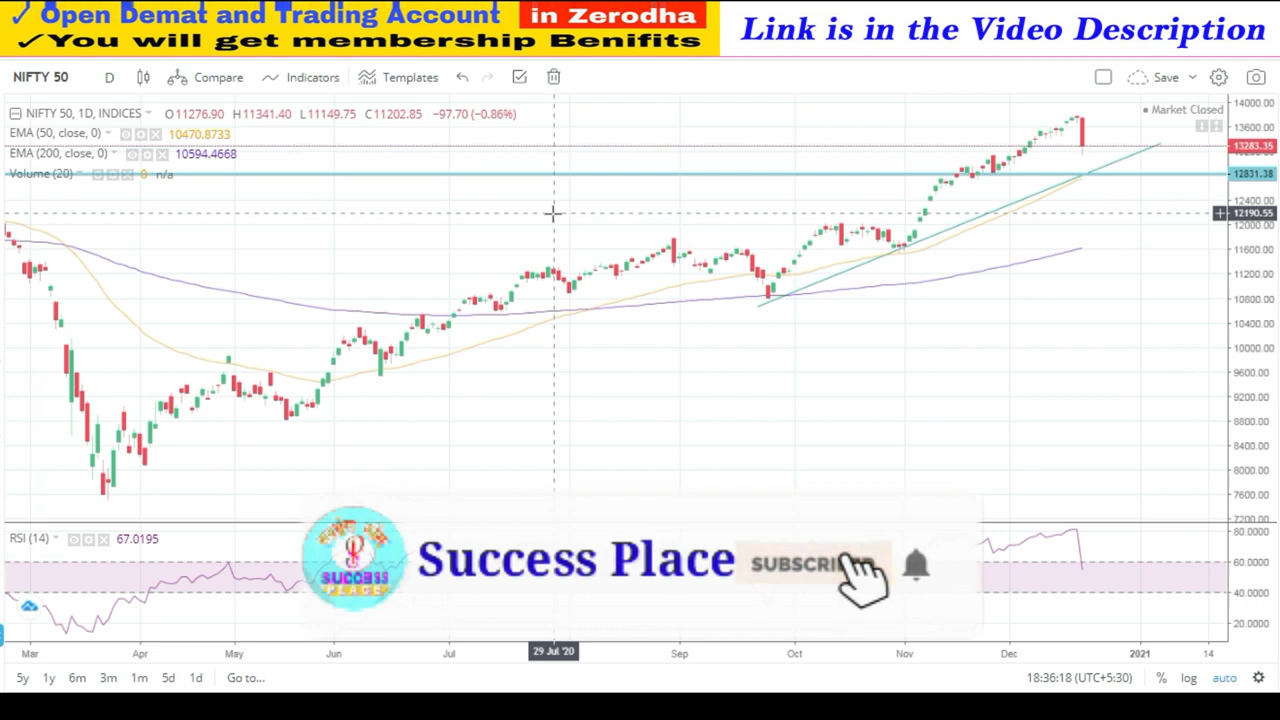 ✓ Open Demat and Trading Account in Zerodha
✓You will get membership Benifits
Link is in the Video Description
NIFTY 50 D Compare Indicators Templates Save
NIFTY 50, 1D, INDICES O11276.90 H11341.40 L11149.75 C11202.85 -97.70 (-0.86%)
Market Closed
EMA (50, close, 0) 10470.8733
EMA (200, close, 0) 10594.4668
Volume (20) 0 n/a
14000.00
13600.00
13283.35
12831.38
12400.00
12190.55
11600.00
11200.00
10800.00
10400.00
10000.00
9600.00
9200.00
8800.00
8400.00
8000.00
7600.00
7200.00
RSI (14) 67.0195
80.0000
60.0000
40.0000
20.0000
SUCCESS
PLACE
Success Place
SUBSCRIBE
Mar Apr May Jun Jul 29 Jul '20 Sep Oct Nov Dec 2021 14
5y 1y 6m 3m 1m 5d 1d Go to... 18:36:18 (UTC+5:30) % log auto